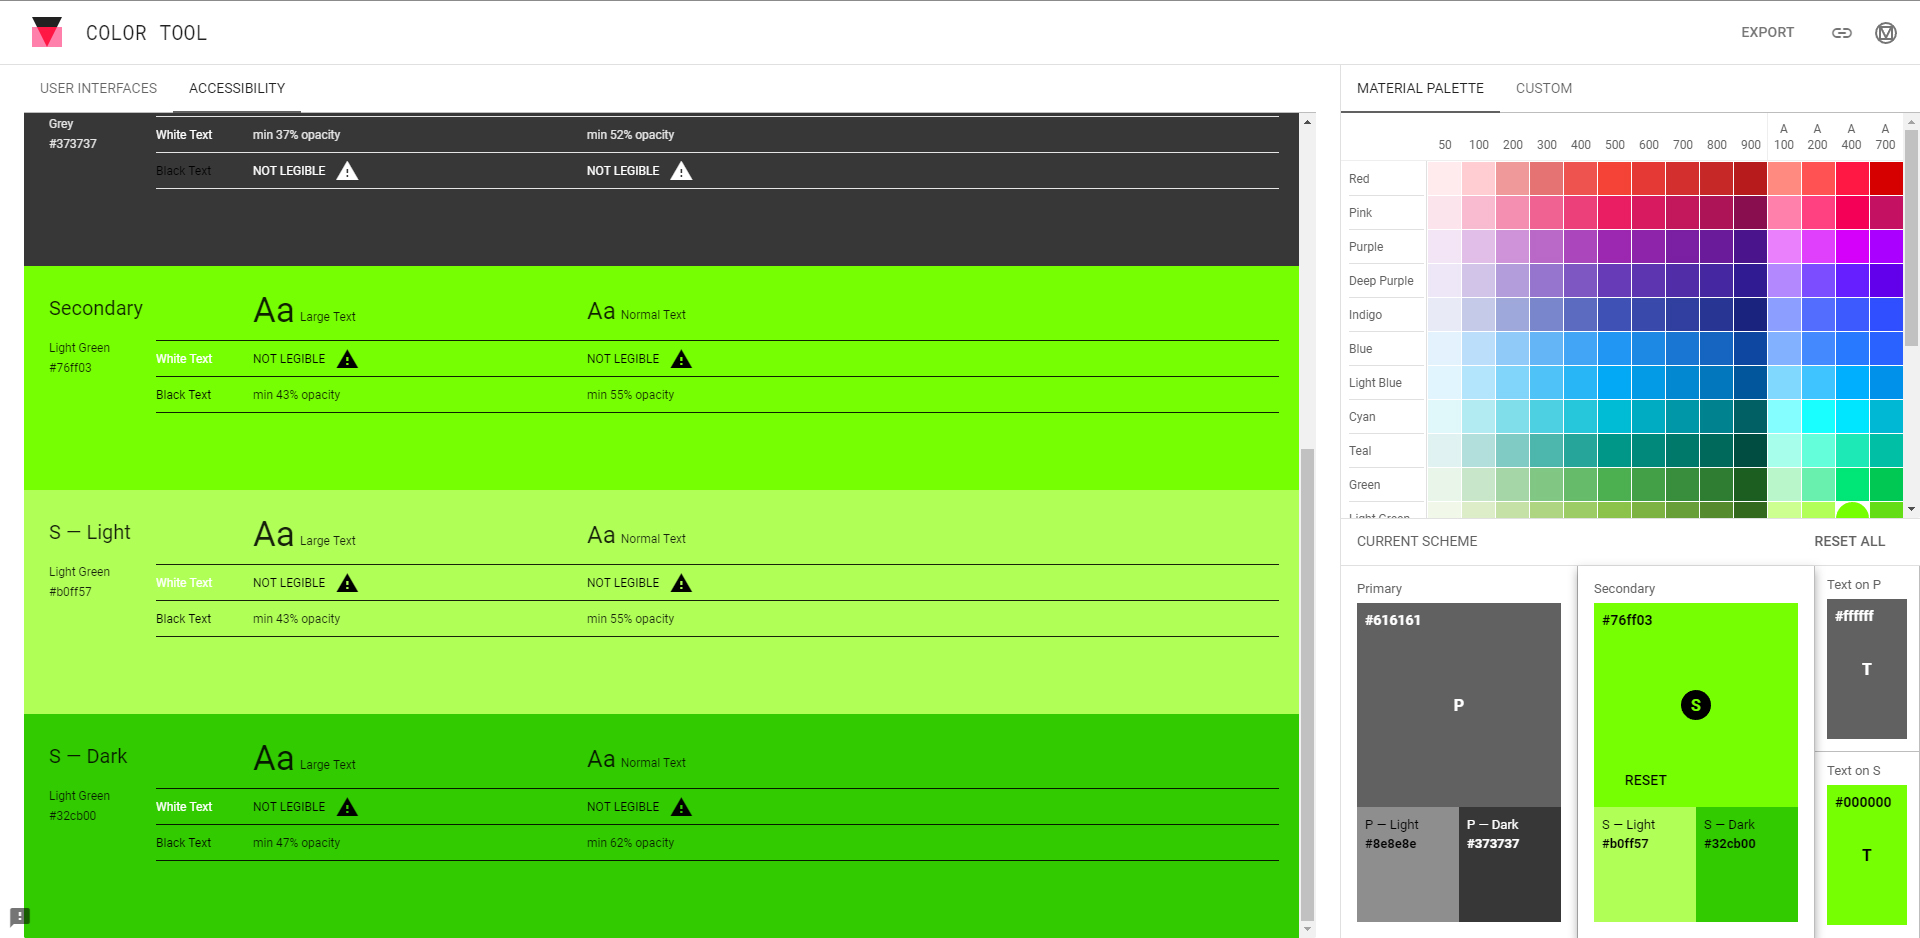 COLOR TOOL
EXPORT
USER INTERFACES
ACCESSIBILITY
Grey
#373737
White Text
min 37% opacity
min 52% opacity
Black Text
NOT LEGIBLE
NOT LEGIBLE
Secondary
Aa Large Text
Aa Normal Text
Light Green
#76ff03
White Text
NOT LEGIBLE
NOT LEGIBLE
Black Text
min 43% opacity
min 55% opacity
S — Light
Aa Large Text
Aa Normal Text
Light Green
#b0ff57
White Text
NOT LEGIBLE
NOT LEGIBLE
Black Text
min 43% opacity
min 55% opacity
S — Dark
Aa Large Text
Aa Normal Text
Light Green
#32cb00
White Text
NOT LEGIBLE
NOT LEGIBLE
Black Text
min 47% opacity
min 62% opacity
MATERIAL PALETTE
CUSTOM
50 100 200 300 400 500 600 700 800 900 A 100 A 200 A 400 A 700
Red
Pink
Purple
Deep Purple
Indigo
Blue
Light Blue
Cyan
Teal
Green
Light Green
CURRENT SCHEME
RESET ALL
Primary
#616161
P
P — Light
#8e8e8e
P — Dark
#373737
Secondary
#76ff03
S
RESET
S — Light
#b0ff57
S — Dark
#32cb00
Text on P
#ffffff
T
Text on S
#000000
T